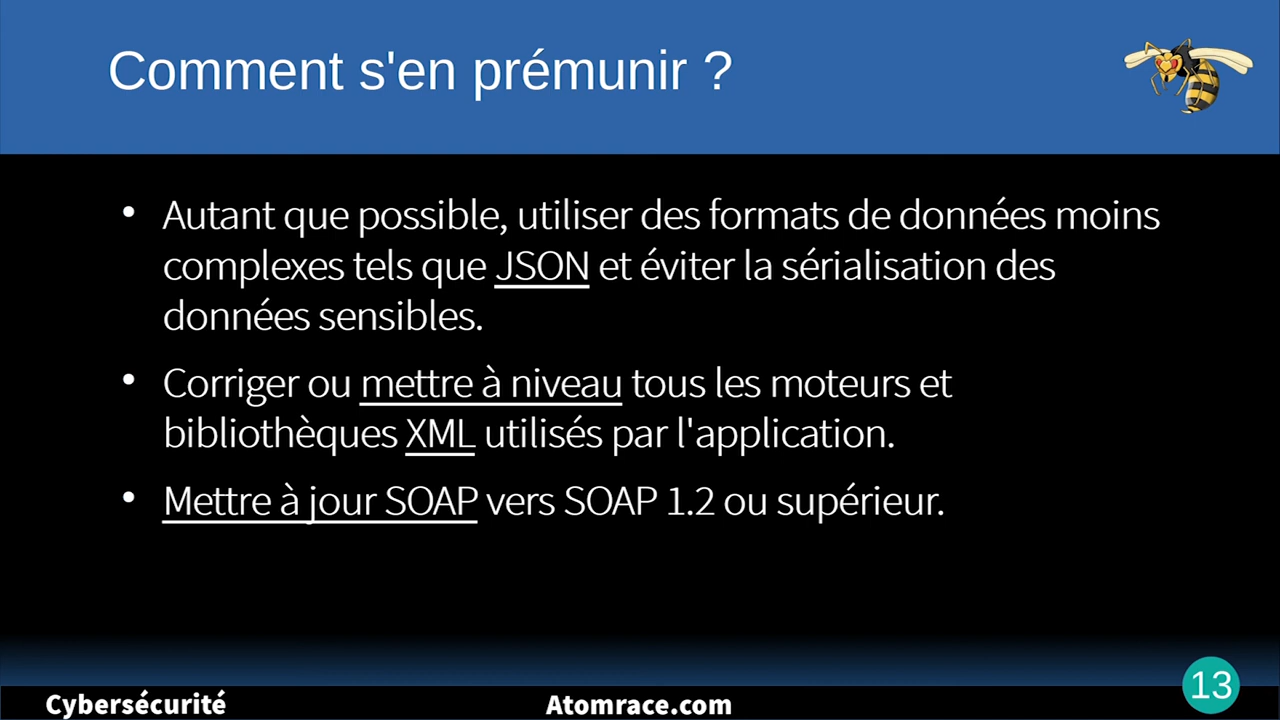 Comment s'en prémunir ?
• Autant que possible, utiliser des formats de données moins
complexes tels que JSON et éviter la sérialisation des
données sensibles.
• Corriger ou mettre à niveau tous les moteurs et
bibliothèques XML utilisés par l'application.
• Mettre à jour SOAP vers SOAP 1.2 ou supérieur.
13
Cybersécurité
Atomrace.com